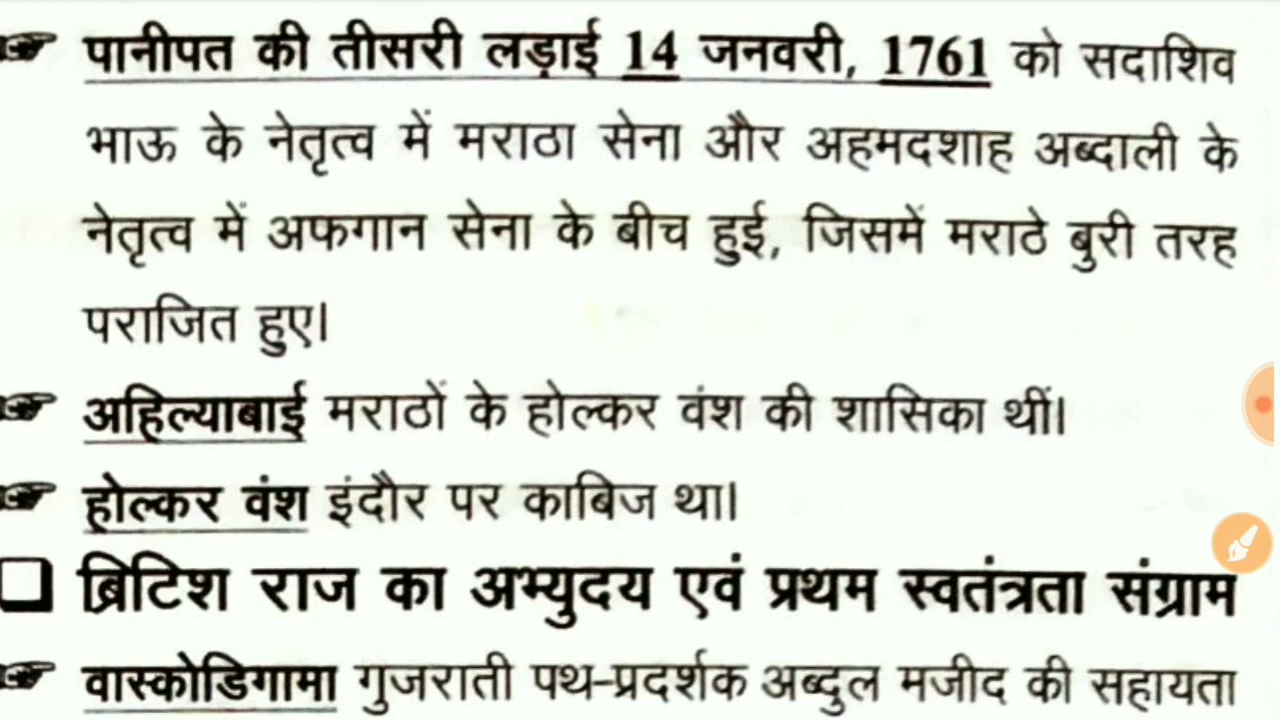 पानीपत की तीसरी लड़ाई 14 जनवरी, 1761 को सदाशिव
भाऊ के नेतृत्व में मराठा सेना और अहमदशाह अब्दाली के
नेतृत्व में अफगान सेना के बीच हुई, जिसमें मराठे बुरी तरह
पराजित हुए।
अहिल्याबाई मराठों के होल्कर वंश की शासिका थीं।
होल्कर वंश इंदौर पर काबिज था।
ब्रिटिश राज का अभ्युदय एवं प्रथम स्वतंत्रता संग्राम
वास्कोडिगामा गुजराती पथ-प्रदर्शक अब्दुल मजीद की सहायता